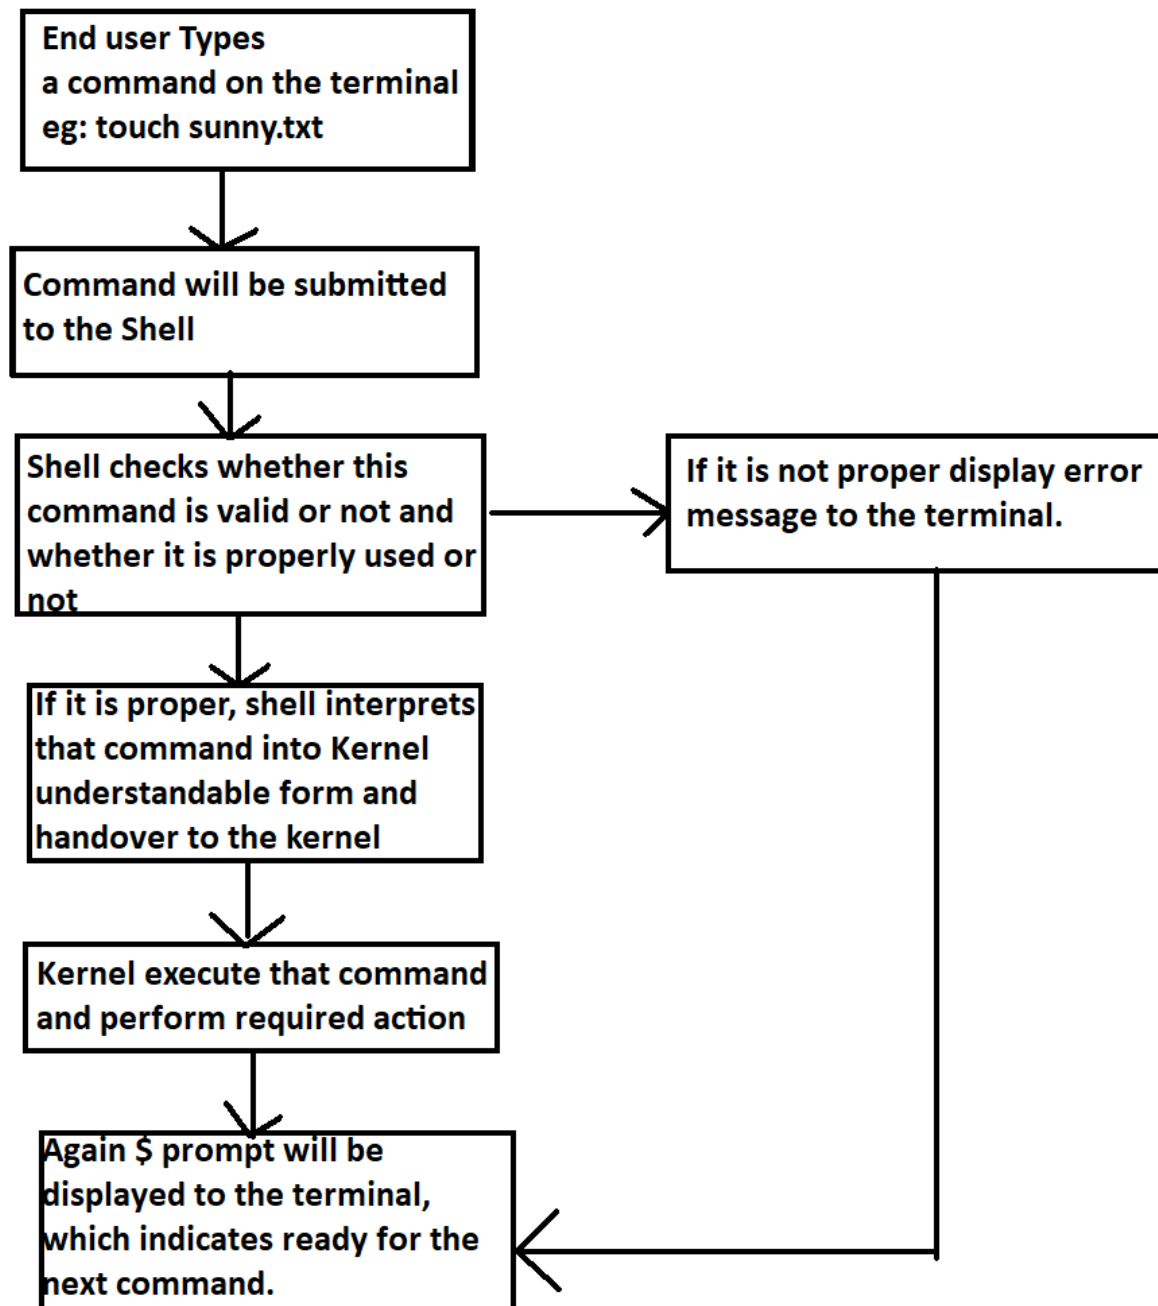 End user Types
a command on the terminal
eg: touch sunny.txt
Command will be submitted
to the Shell
Shell checks whether this
command is valid or not and
whether it is properly used or
not
If it is not proper display error
message to the terminal.
If it is proper, shell interprets
that command into Kernel
understandable form and
handover to the kernel
Kernel execute that command
and perform required action
Again $ prompt will be
displayed to the terminal,
which indicates ready for the
next command.